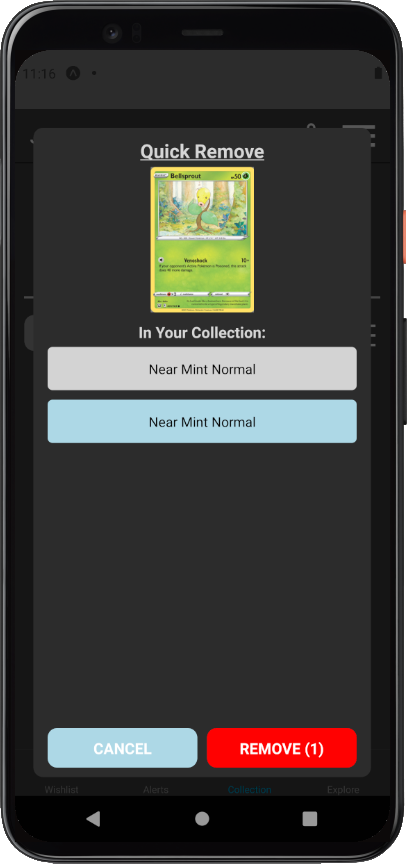 11:16
Quick Remove
Bellsprout 50
Venoshock 10+
In Your Collection:
Near Mint Normal
Near Mint Normal
CANCEL
REMOVE (1)
Wishlist
Alerts
Collection
Explore